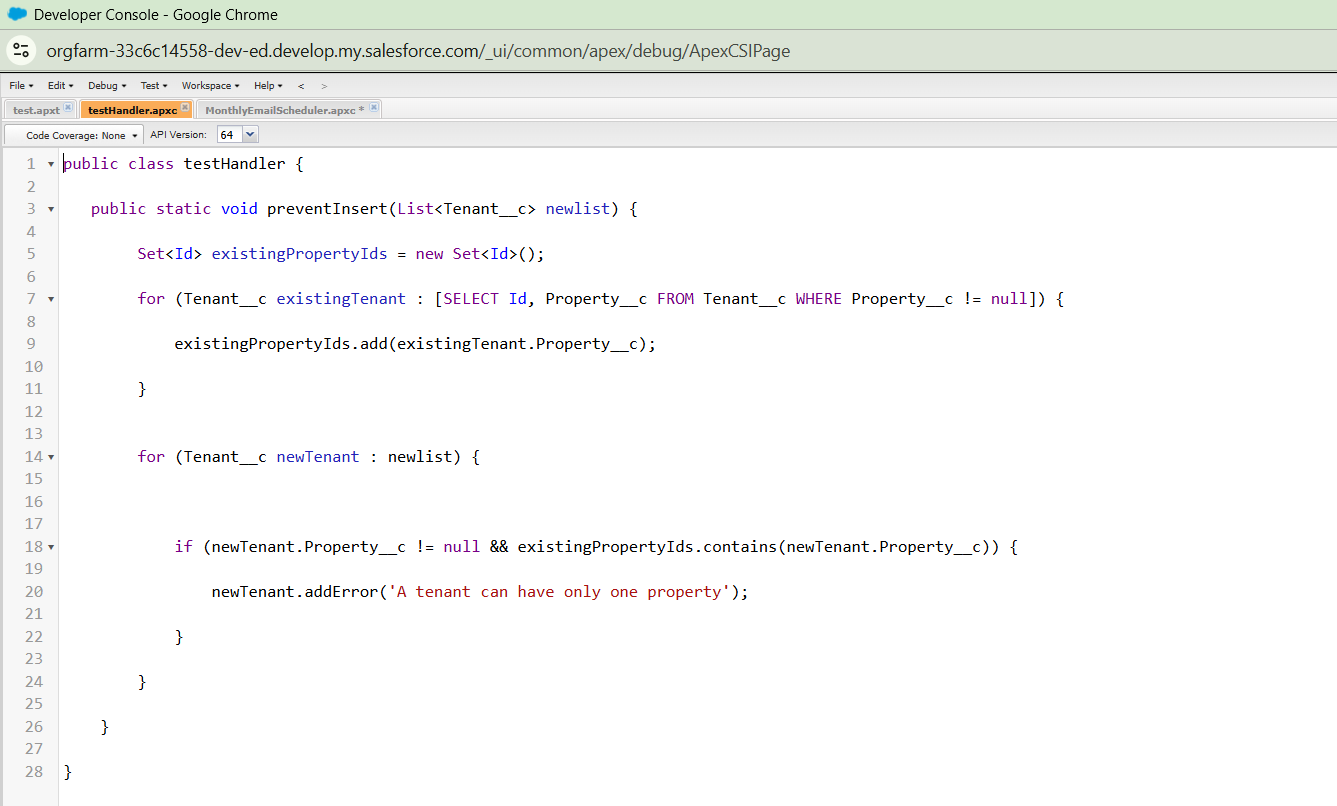 Developer Console - Google Chrome
orgfarm-33c6c14558-dev-ed.develop.my.salesforce.com/_ui/common/apex/debug/ApexCSIPage
File Edit Debug Test Workspace Help < >
test.apxt testHandler.apxc MonthlyEmailScheduler.apxc *
Code Coverage: None API Version: 64
1 public class testHandler {
2
3 public static void preventInsert(List<Tenant__c> newlist) {
4
5 Set<Id> existingPropertyIds = new Set<Id>();
6
7 for (Tenant__c existingTenant : [SELECT Id, Property__c FROM Tenant__c WHERE Property__c != null]) {
8
9 existingPropertyIds.add(existingTenant.Property__c);
10
11 }
12
13
14 for (Tenant__c newTenant : newlist) {
15
16
17
18 if (newTenant.Property__c != null && existingPropertyIds.contains(newTenant.Property__c)) {
19
20 newTenant.addError('A tenant can have only one property');
21
22 }
23
24 }
25
26 }
27
28 }